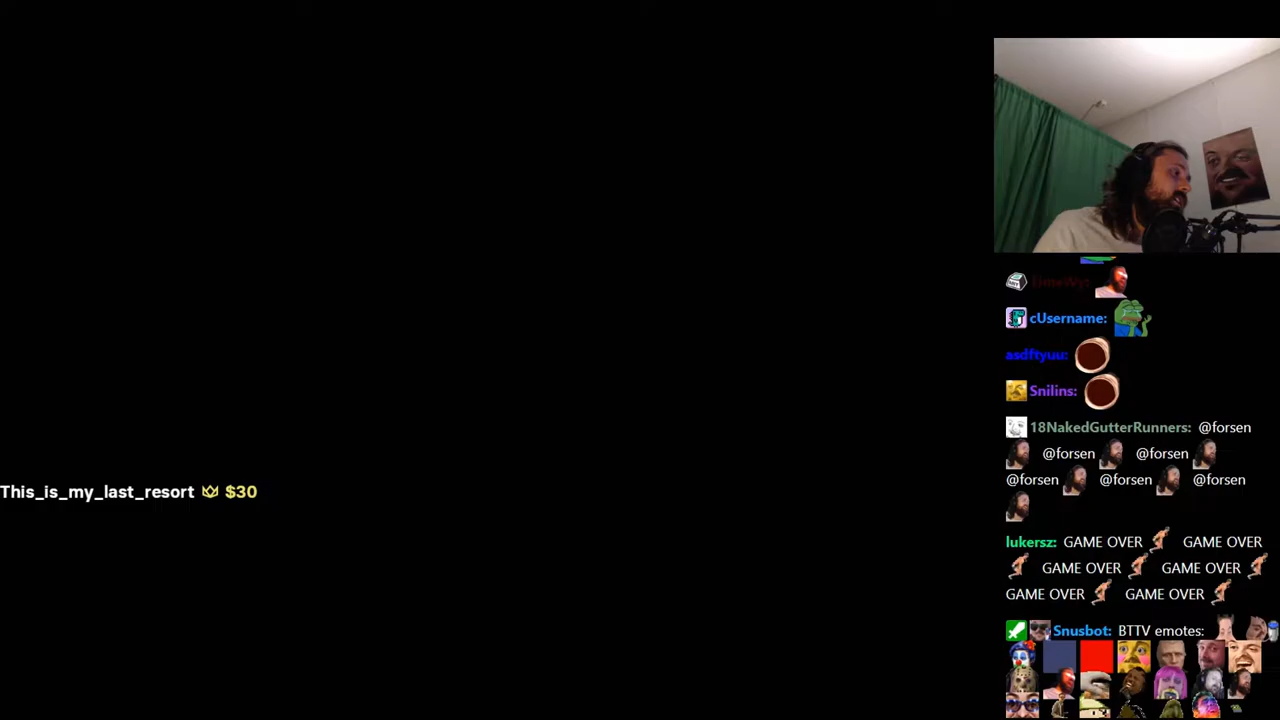 cUsername:
asdftyuu:
Snilins:
18NakedGutterRunners: @forsen
@forsen @forsen
@forsen @forsen @forsen
This_is_my_last_resort $30
lukersz: GAME OVER GAME OVER
GAME OVER GAME OVER
GAME OVER GAME OVER
Snusbot: BTTV emotes: